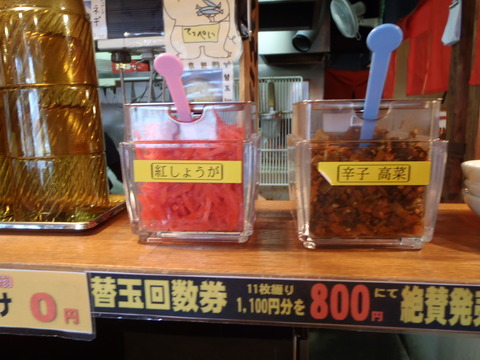 紅しょうが
辛子 高菜
け 0円
替玉回数券 11枚綴り 1,100円分を 800円 にて 絶賛発売